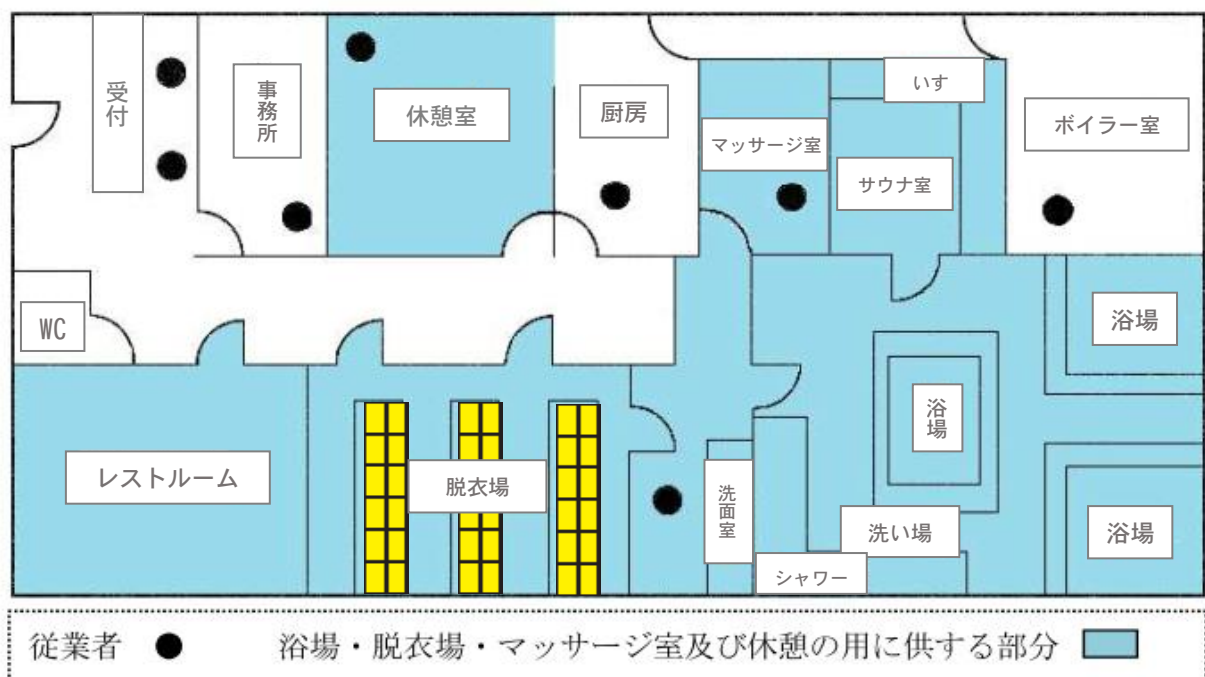 受付
事務所
休憩室
厨房
マッサージ室
いす
サウナ室
ボイラー室
WC
浴場
浴場
レストルーム
脱衣場
洗面室
洗い場
浴場
シャワー
従業者 ● 浴場・脱衣場・マッサージ室及び休憩の用に供する部分